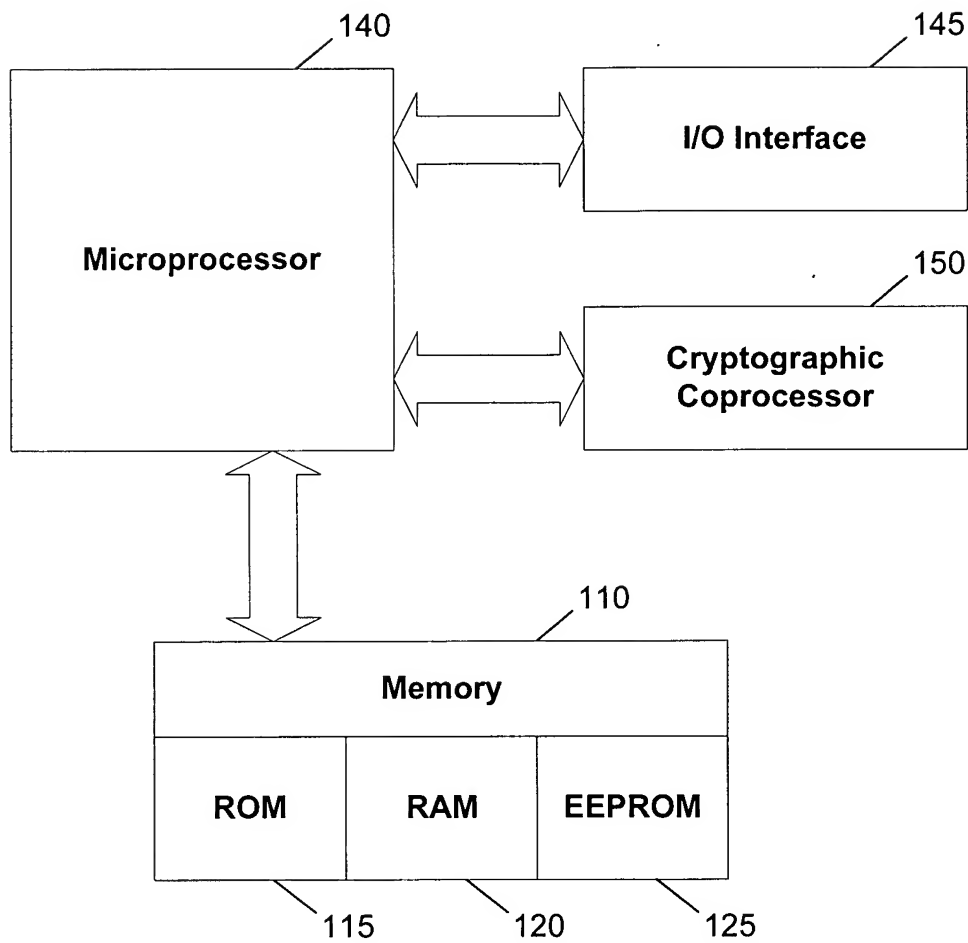 140
145
I/O Interface
Microprocessor
150
Cryptographic
Coprocessor
110
Memory
ROM
RAM
EEPROM
115
120
125